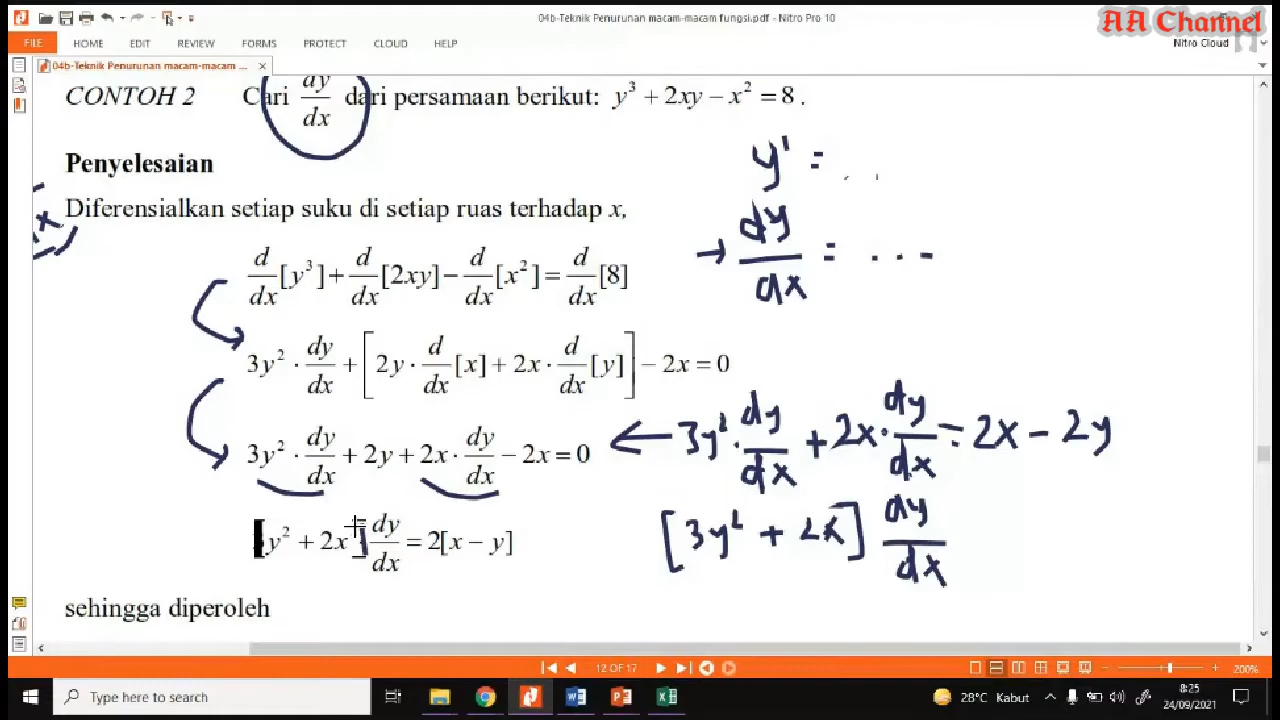 04b-Teknik Penurunan macam-macam fungsi.pdf - Nitro Pro 10
AA Channel
FILE HOME EDIT REVIEW FORMS PROTECT CLOUD HELP
Nitro Cloud
04b-Teknik Penurunan macam-macam ... ×
CONTOH 2 Cari dy/dx dari persamaan berikut: y³ + 2xy − x² = 8 .
y' = ..
Penyelesaian
Diferensialkan setiap suku di setiap ruas terhadap x,
x
→ dy/dx = ...
d/dx [y³] + d/dx [2xy] − d/dx [x²] = d/dx [8]
3y² · dy/dx + [2y · d/dx [x] + 2x · d/dx [y]] − 2x = 0
3y² · dy/dx + 2y + 2x · dy/dx − 2x = 0
← 3y² · dy/dx + 2x · dy/dx = 2x − 2y
[ y² + 2x] dy/dx = 2[x − y]
[3y² + 2x] dy/dx
sehingga diperoleh
12 OF 17
200%
Type here to search
28°C Kabut
8:25
24/09/2021